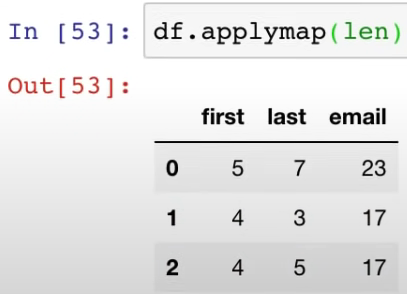 In [53]: df.applymap(len)
Out[53]:
first last email
0 5 7 23
1 4 3 17
2 4 5 17